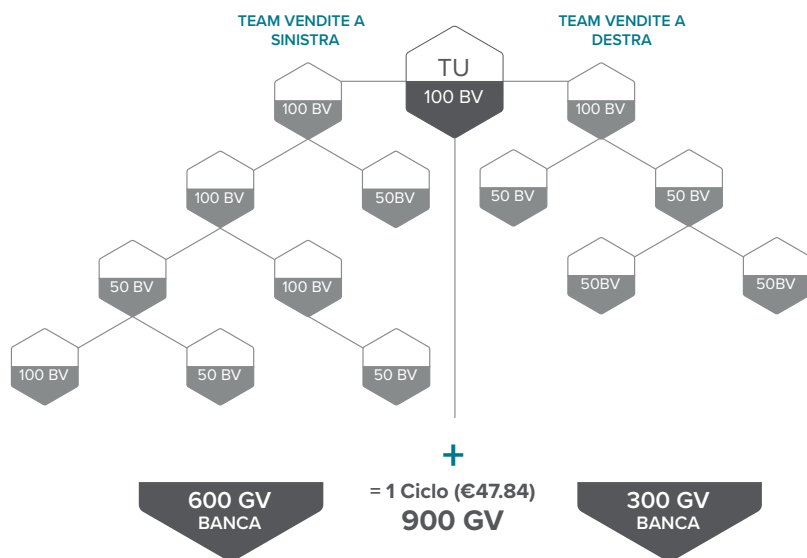 TEAM VENDITE A
SINISTRA
TEAM VENDITE A
DESTRA
TU
100 BV
100 BV
100 BV
100 BV
50BV
50 BV
50 BV
50 BV
100 BV
50BV
50BV
100 BV
50 BV
50 BV
+
600 GV
BANCA
= 1 Ciclo (€47.84)
900 GV
300 GV
BANCA